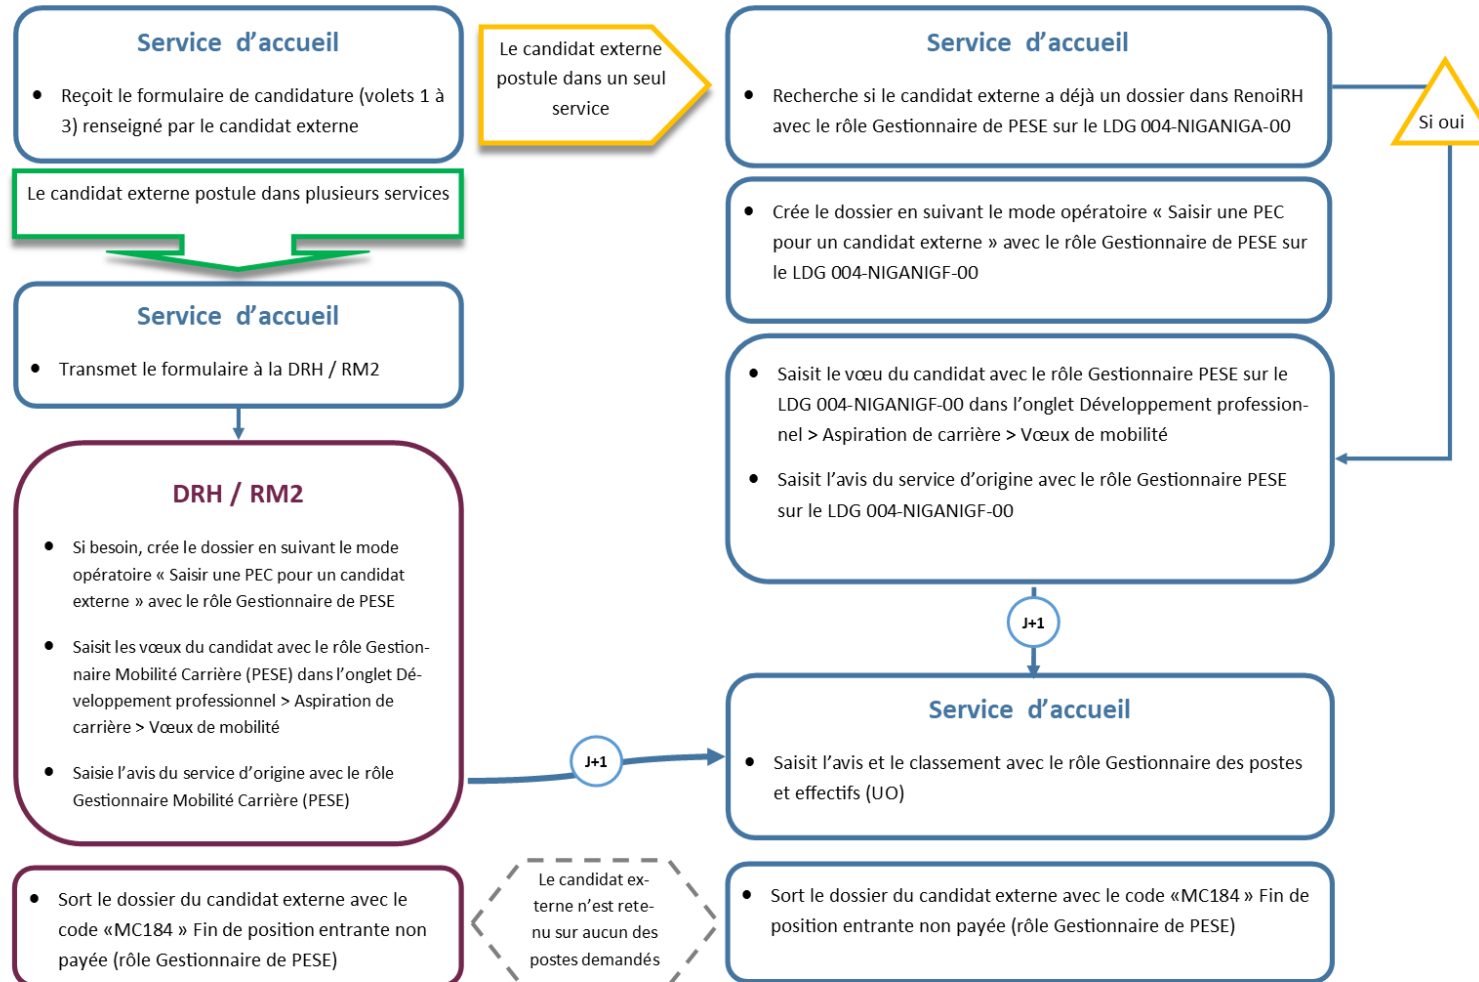 Service d'accueil
• Reçoit le formulaire de candidature (volets 1 à
3) renseigné par le candidat externe
Le candidat externe
postule dans un seul
service
Service d'accueil
• Recherche si le candidat externe a déjà un dossier dans RenoiRH
avec le rôle Gestionnaire de PESE sur le LDG 004-NIGANIGA-00
Si oui
• Crée le dossier en suivant le mode opératoire « Saisir une PEC
pour un candidat externe » avec le rôle Gestionnaire de PESE sur
le LDG 004-NIGANIGF-00
• Saisit le vœu du candidat avec le rôle Gestionnaire PESE sur le
LDG 004-NIGANIGF-00 dans l'onglet Développement profession-
nel > Aspiration de carrière > Vœux de mobilité
• Saisit l'avis du service d'origine avec le rôle Gestionnaire PESE
sur le LDG 004-NIGANIGF-00
J+1
Le candidat externe postule dans plusieurs services
Service d'accueil
• Transmet le formulaire à la DRH / RM2
DRH / RM2
• Si besoin, crée le dossier en suivant le mode
opératoire « Saisir une PEC pour un candidat
externe » avec le rôle Gestionnaire de PESE
• Saisit les vœux du candidat avec le rôle Gestion-
naire Mobilité Carrière (PESE) dans l'onglet Dé-
veloppement professionnel > Aspiration de
carrière > Vœux de mobilité
• Saisie l'avis du service d'origine avec le rôle
Gestionnaire Mobilité Carrière (PESE)
J+1
Service d'accueil
• Saisit l'avis et le classement avec le rôle Gestionnaire des postes
et effectifs (UO)
• Sort le dossier du candidat externe avec le
code «MC184 » Fin de position entrante non
payée (rôle Gestionnaire de PESE)
Le candidat ex-
terne n'est rete-
nu sur aucun des
postes demandés
• Sort le dossier du candidat externe avec le code «MC184 » Fin de
position entrante non payée (rôle Gestionnaire de PESE)